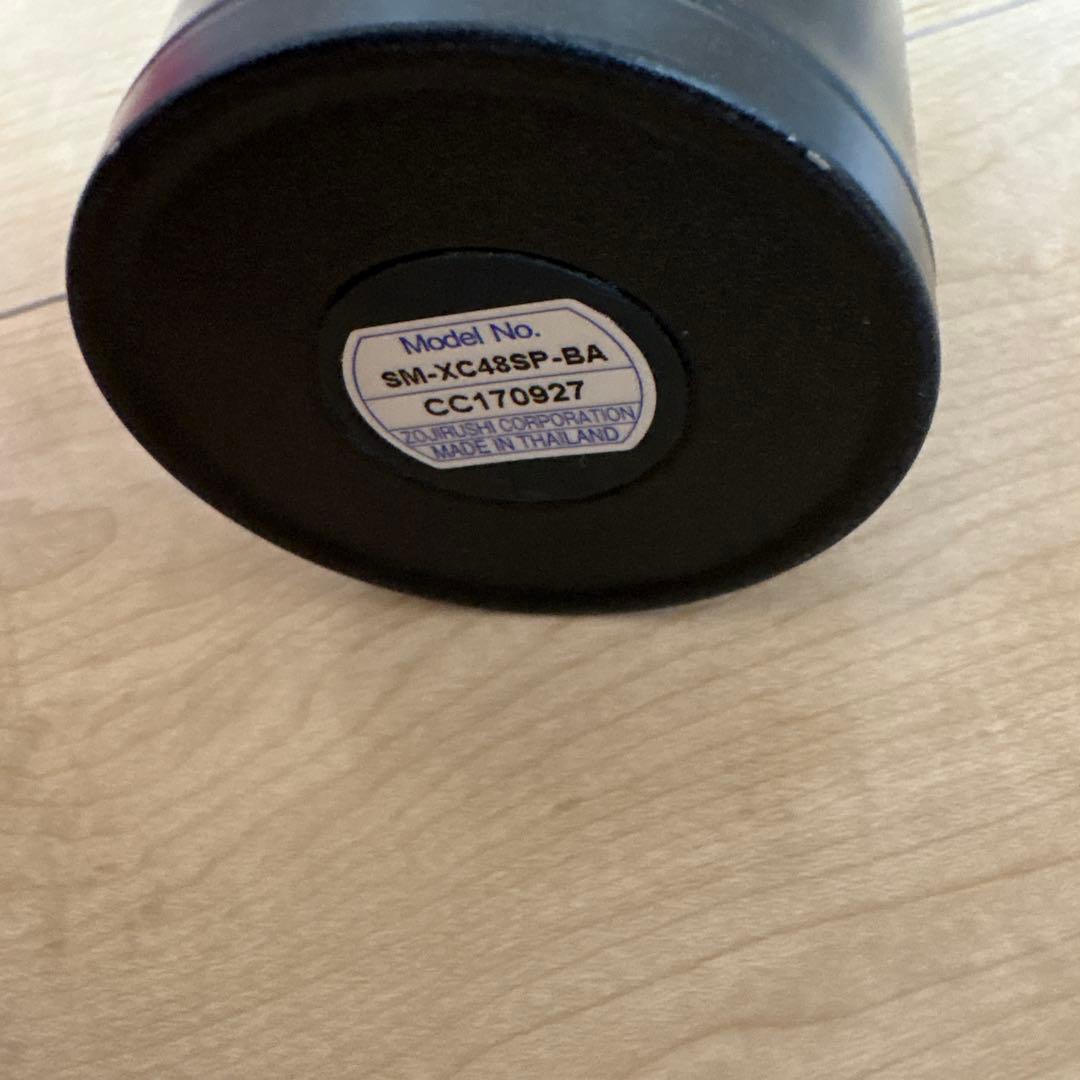 Model No.
SM-XC48SP-BA
CC170927
ZOJIRUSHI CORPORATION
MADE IN THAILAND